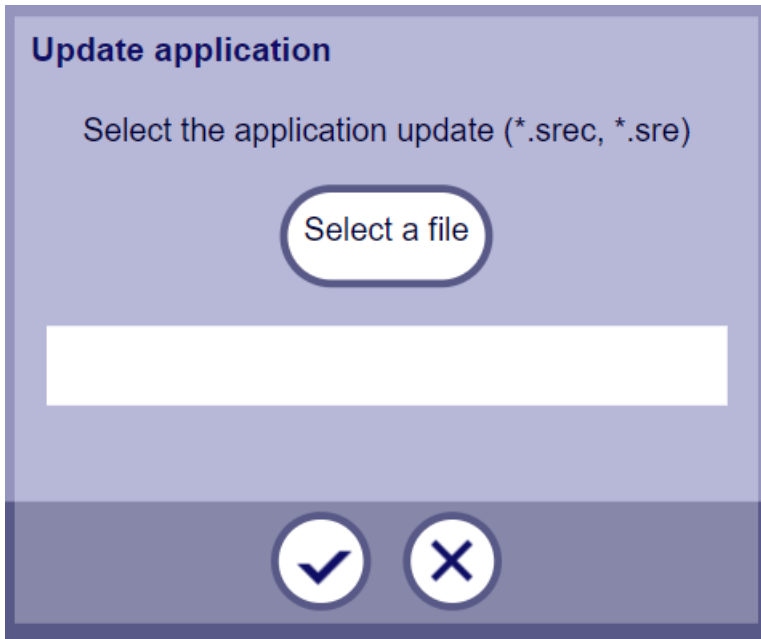 Update application
Select the application update (*.srec, *.sre)
Select a file